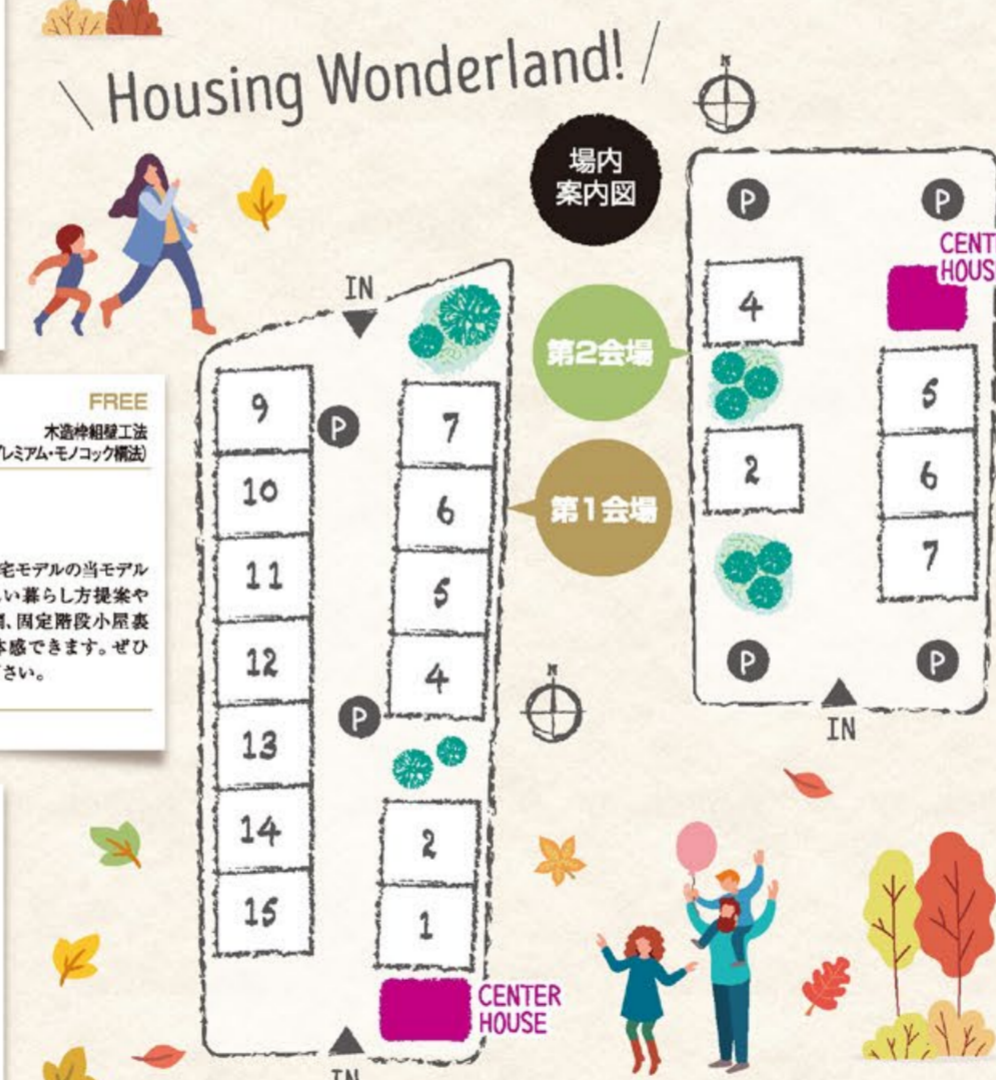 Housing Wonderland!
N
場内
案内図
P
P
CENT
HOUS
4
第2会場
5
2
6
7
P
P
IN
IN
9
P
7
10
6
第1会場
11
5
12
4
P
N
13
14
2
15
1
CENTER
HOUSE
IN
FREE
木造枠組壁工法
レミアム・モノコック構法)
宅モデルの当モデル
い暮らし方提案や
、固定階段小屋裏
体感できます。ぜひ
さい。